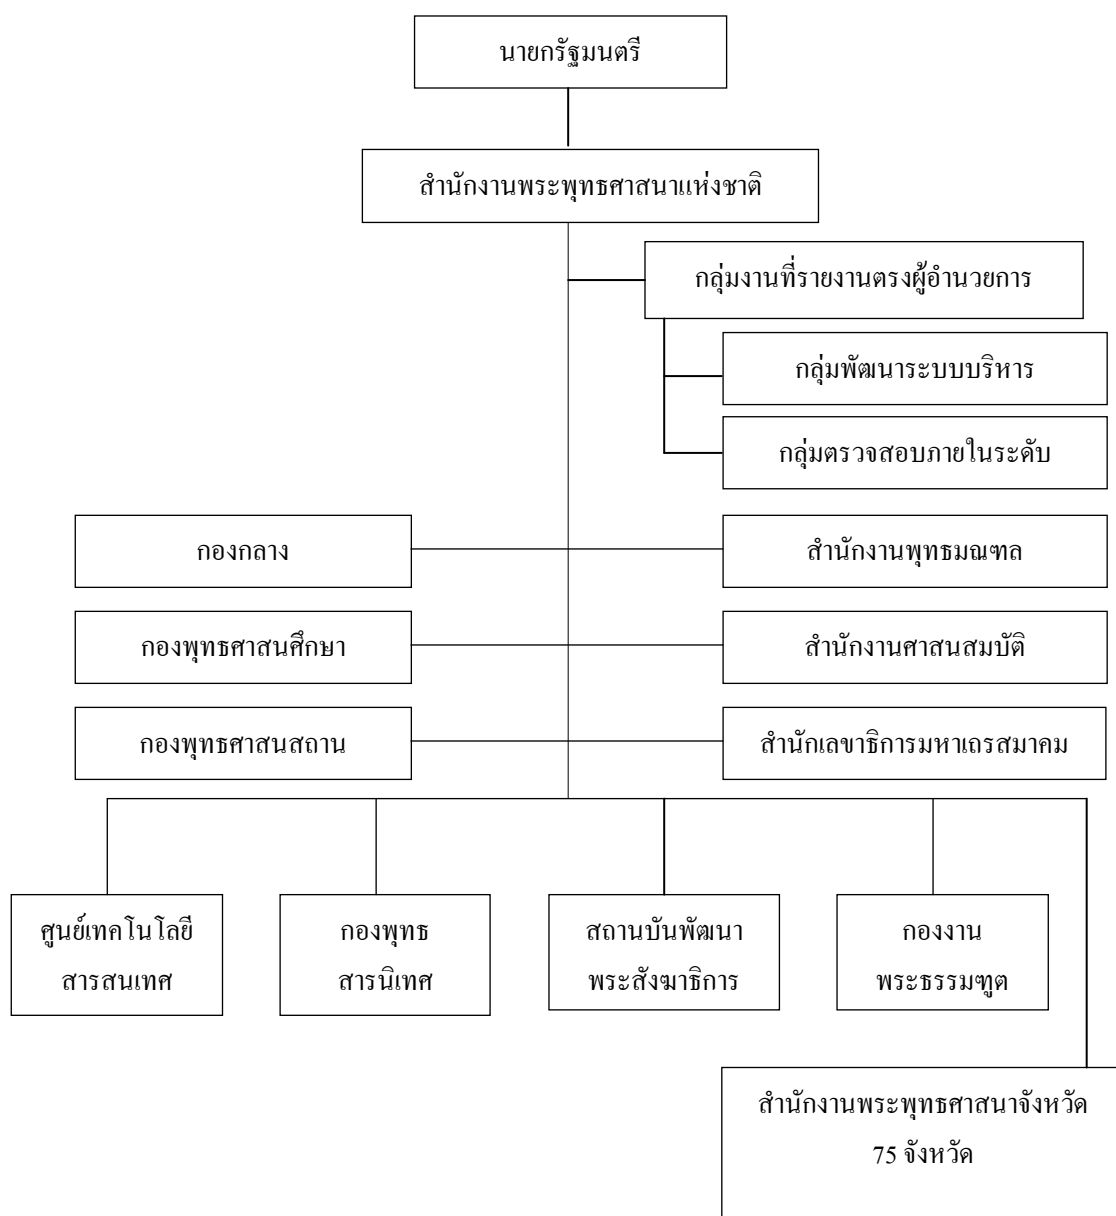 นายกรัฐมนตรี
สำนักงานพระพุทธศาสนาแห่งชาติ
กลุ่มงานที่รายงานตรงผู้อำนวยการ
กลุ่มพัฒนาระบบบริหาร
กลุ่มตรวจสอบภายในระดับ
กองกลาง
สำนักงานพุทธมณฑล
กองพุทธศาสนศึกษา
สำนักงานศาสนสมบัติ
กองพุทธศาสนสถาน
สำนักเลขาธิการมหาเถรสมาคม
ศูนย์เทคโนโลยี
สารสนเทศ
กองพุทธ
สารนิเทศ
สถานบันพัฒนา
พระสังฆาธิการ
กองงาน
พระธรรมฑูต
สำนักงานพระพุทธศาสนาจังหวัด
75 จังหวัด